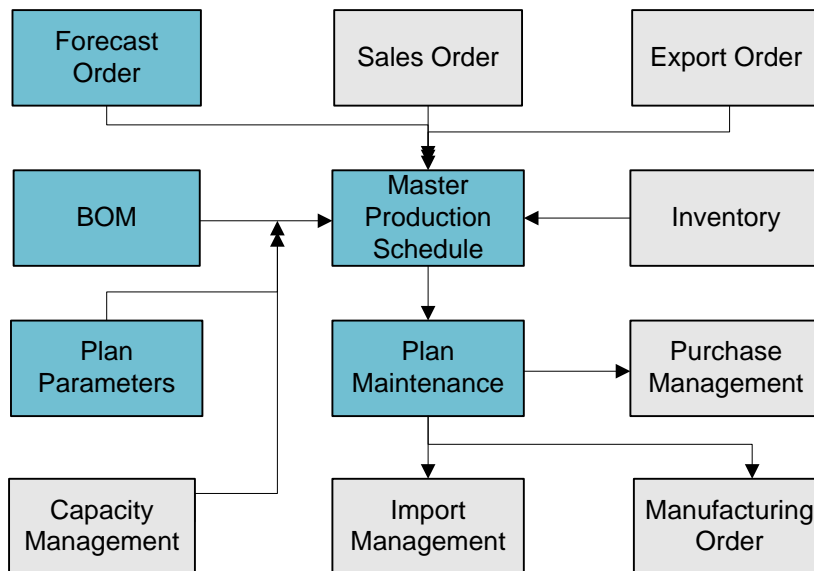 Forecast
Order
Sales Order
Export Order
BOM
Master
Production
Schedule
Inventory
Plan
Parameters
Plan
Maintenance
Purchase
Management
Capacity
Management
Import
Management
Manufacturing
Order